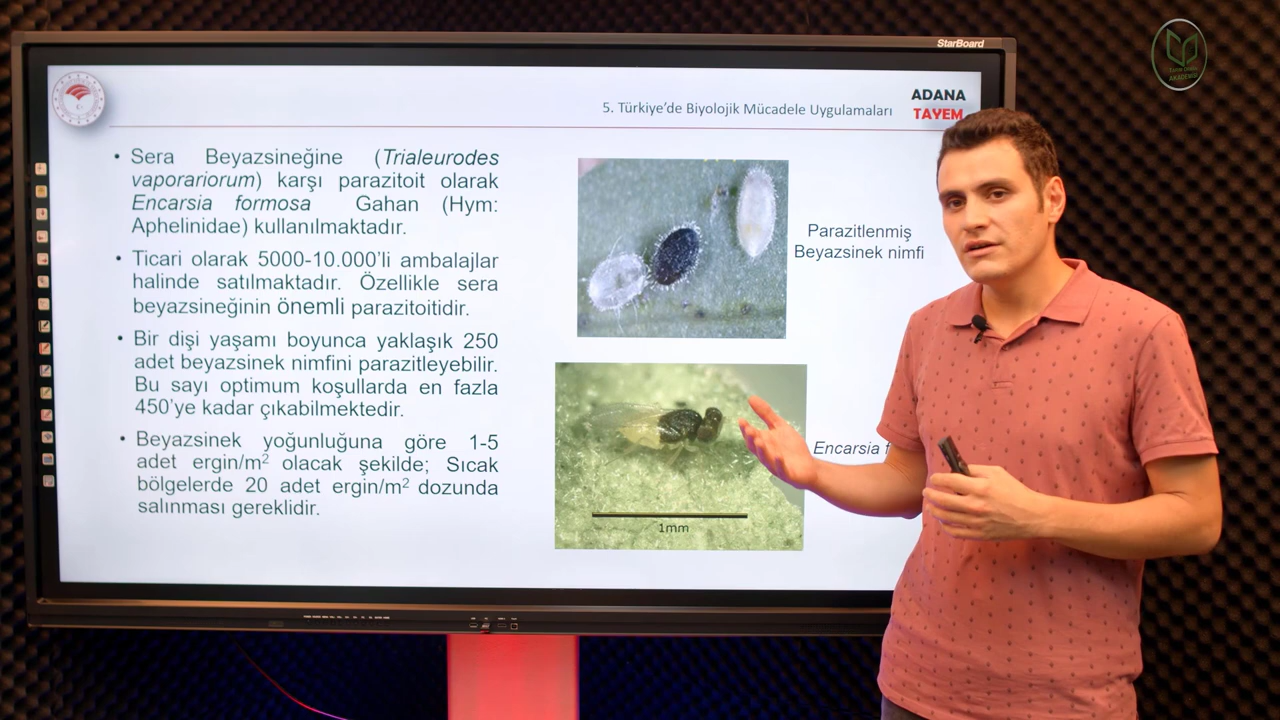 StarBoard
5. Türkiye'de Biyolojik Mücadele Uygulamaları
ADANA
TAYEM
• Sera Beyazsineğine (Trialeurodes
vaporariorum) karşı parazitoit olarak
Encarsia formosa Gahan (Hym:
Aphelinidae) kullanılmaktadır.
• Ticari olarak 5000-10.000'li ambalajlar
halinde satılmaktadır. Özellikle sera
beyazsineğinin önemli parazitoitidir.
• Bir dişi yaşamı boyunca yaklaşık 250
adet beyazsinek nimfini parazitleyebilir.
Bu sayı optimum koşullarda en fazla
450'ye kadar çıkabilmektedir.
• Beyazsinek yoğunluğuna göre 1-5
adet ergin/m² olacak şekilde; Sıcak
bölgelerde 20 adet ergin/m² dozunda
salınması gereklidir.
Parazitlenmiş
Beyazsinek nimfi
Encarsia f
1mm
AKADEMİSİ